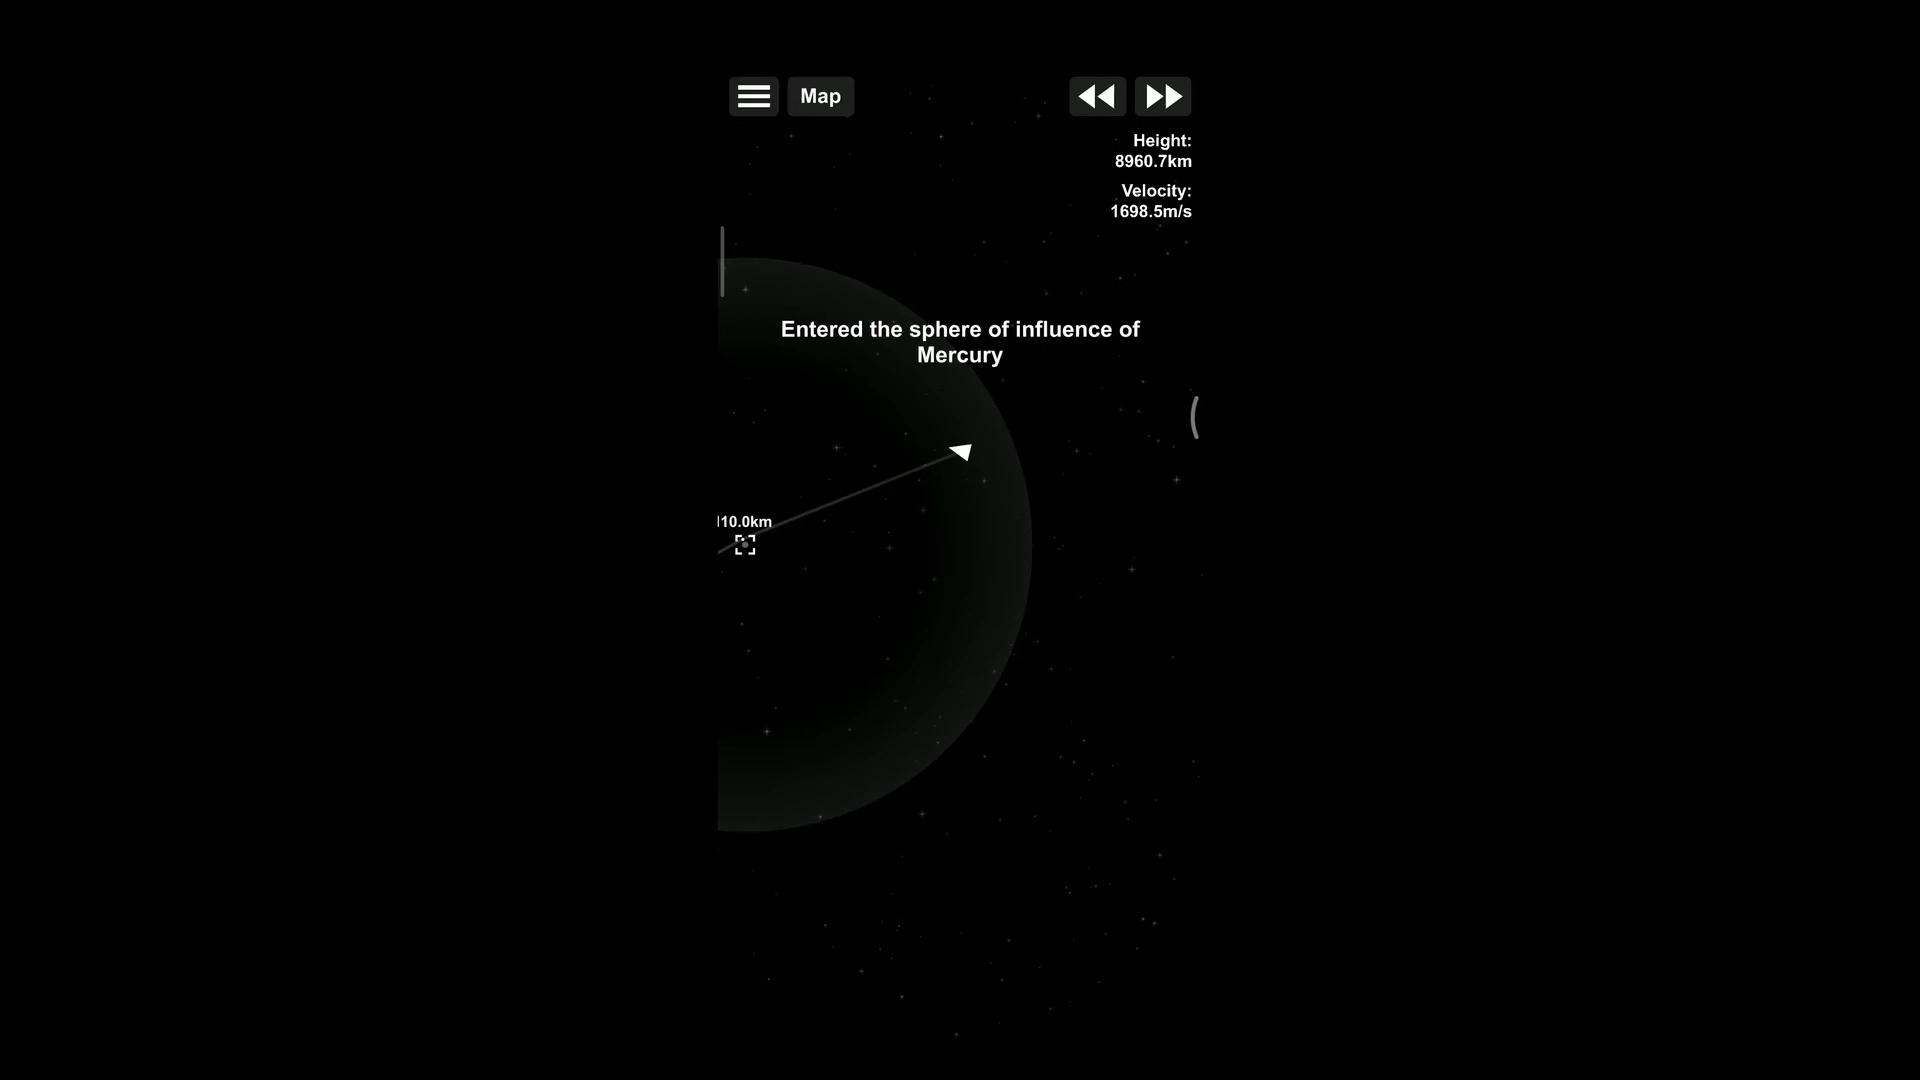 Map
Height:
8960.7km
Velocity:
1698.5m/s
Entered the sphere of influence of
Mercury
10.0km